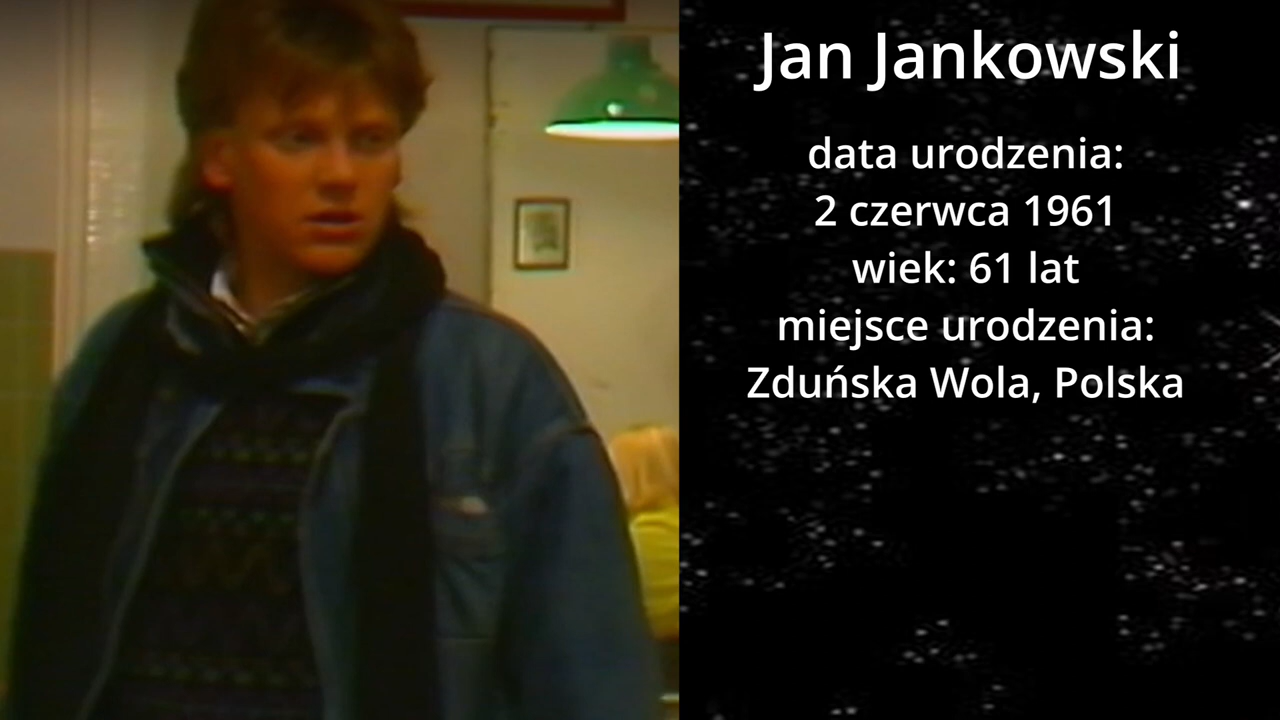 Jan Jankowski
data urodzenia:
2 czerwca 1961
wiek: 61 lat
miejsce urodzenia:
Zduńska Wola, Polska